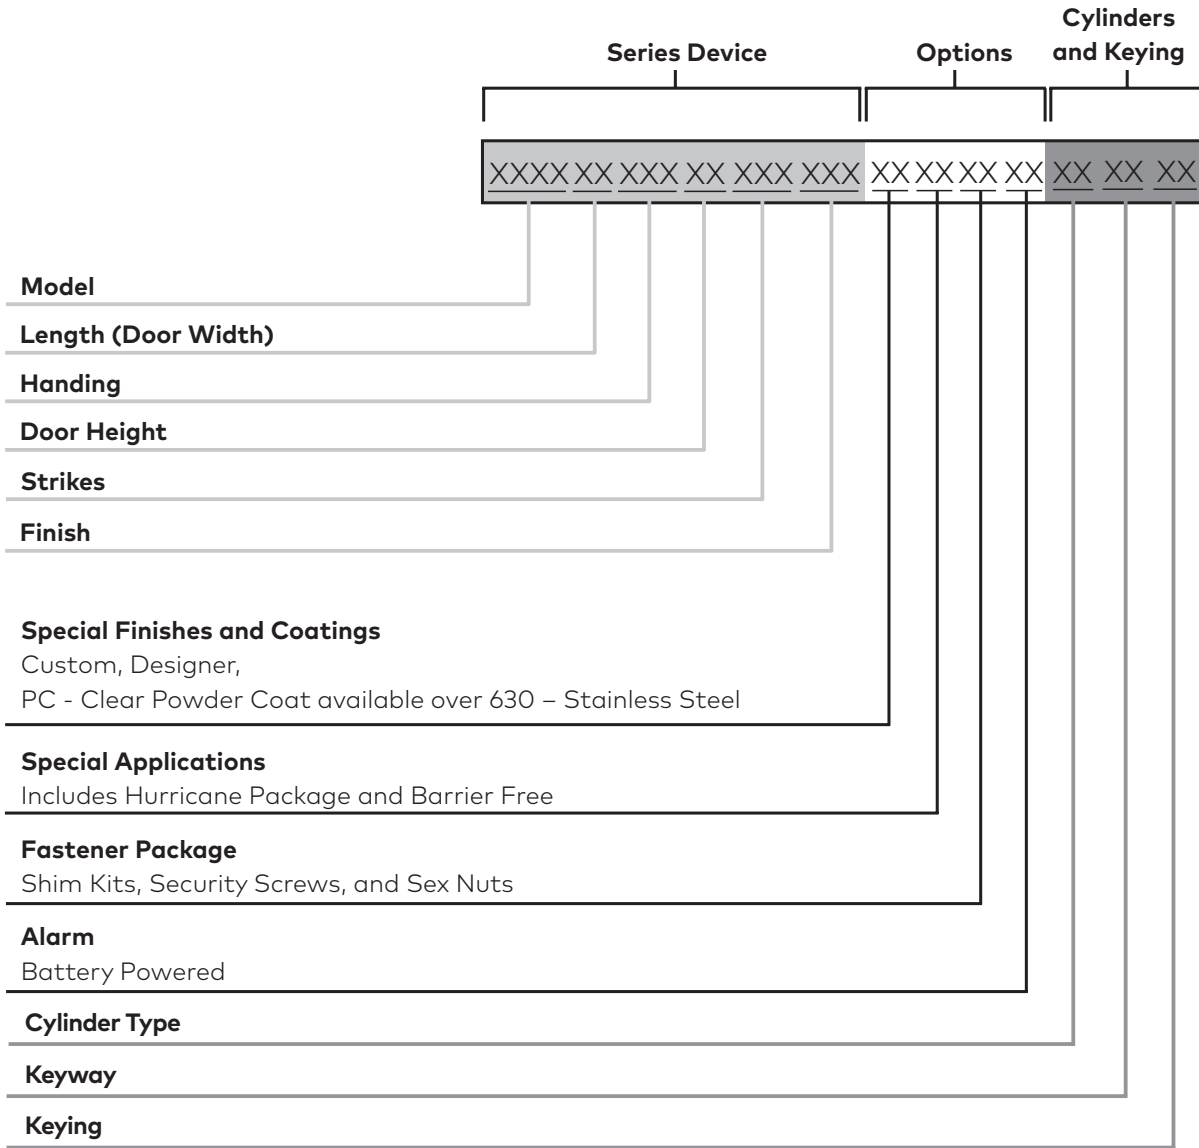 Cylinders
Series Device Options and Keying
XXXX XX XXX XX XXX XXX XX XX XX XX XX XX XX
Model
Length (Door Width)
Handing
Door Height
Strikes
Finish
Special Finishes and Coatings
Custom, Designer,
PC - Clear Powder Coat available over 630 – Stainless Steel
Special Applications
Includes Hurricane Package and Barrier Free
Fastener Package
Shim Kits, Security Screws, and Sex Nuts
Alarm
Battery Powered
Cylinder Type
Keyway
Keying